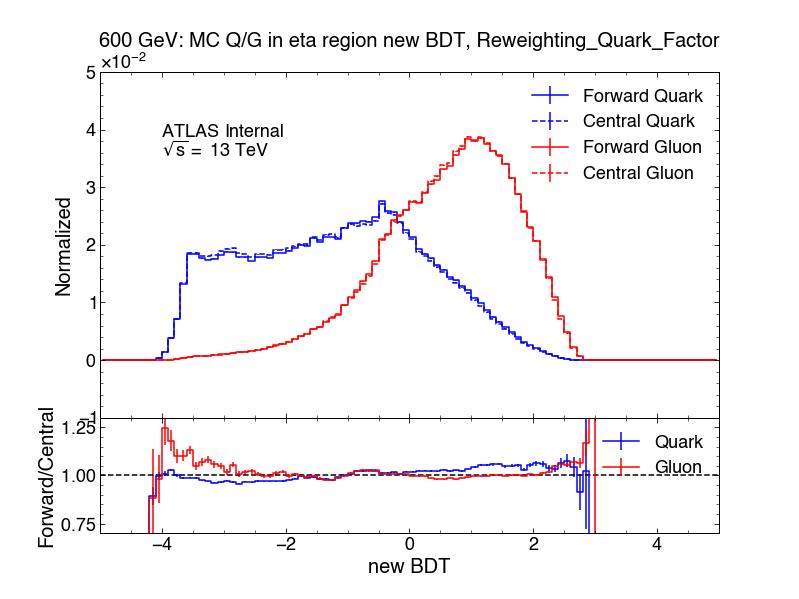 600 GeV: MC Q/G in eta region new BDT, Reweighting_Quark_Factor
×10⁻²
5
4
3
2
1
0
−1
Normalized
ATLAS Internal
√s = 13 TeV
Forward Quark
Central Quark
Forward Gluon
Central Gluon
1.25
1.00
0.75
Forward/Central
Quark
Gluon
−4 −2 0 2 4
new BDT